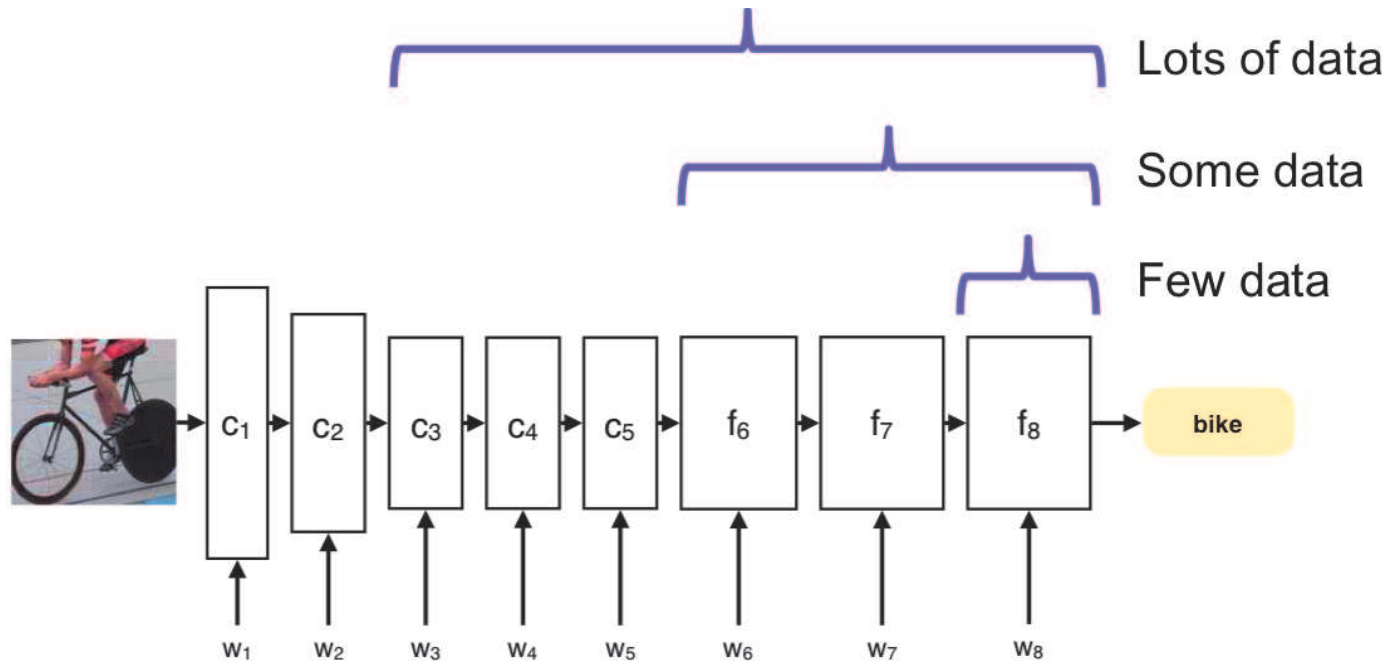 Lots of data
Some data
Few data
c1 c2 c3 c4 c5 f6 f7 f8 bike
w1 w2 w3 w4 w5 w6 w7 w8